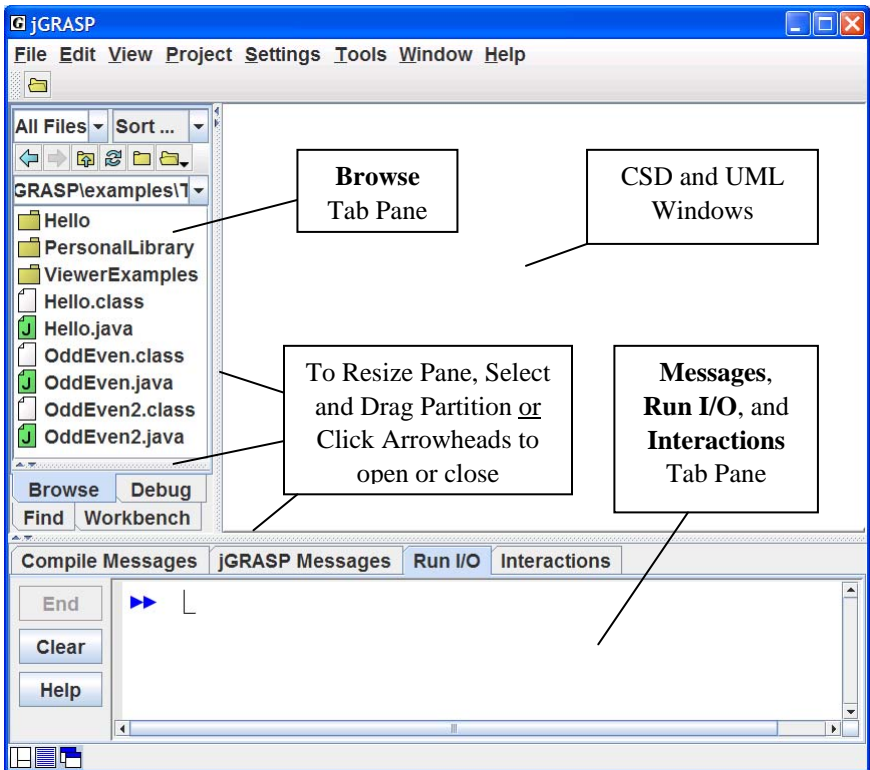 jGRASP
File Edit View Project Settings Tools Window Help
All Files Sort ...
GRASP\examples\T
Hello
PersonalLibrary
ViewerExamples
Hello.class
Hello.java
OddEven.class
OddEven.java
OddEven2.class
OddEven2.java
Browse Debug
Find Workbench
Browse
Tab Pane
CSD and UML
Windows
To Resize Pane, Select
and Drag Partition or
Click Arrowheads to
open or close
Messages,
Run I/O, and
Interactions
Tab Pane
Compile Messages jGRASP Messages Run I/O Interactions
End
Clear
Help